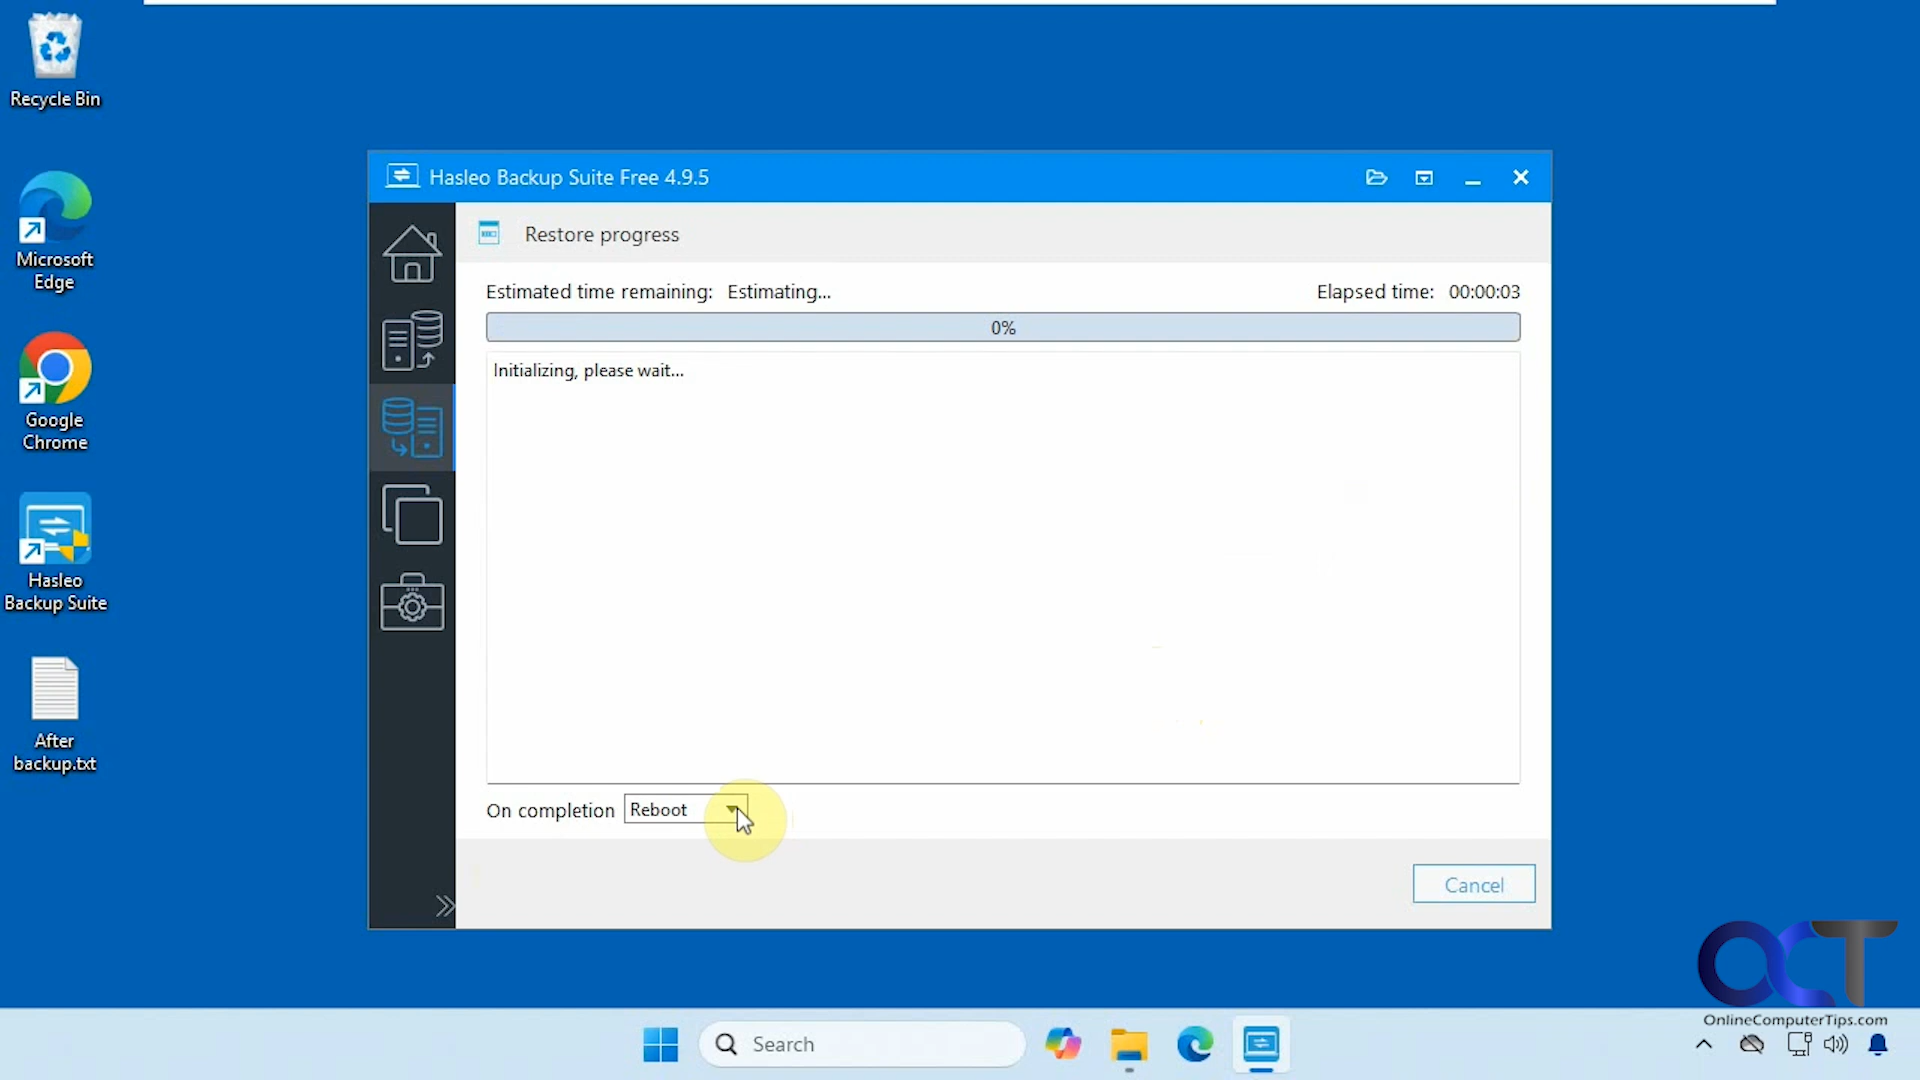 Recycle Bin
Microsoft
Edge
Google
Chrome
Hasleo
Backup Suite
After
backup.txt
Hasleo Backup Suite Free 4.9.5
Restore progress
Estimated time remaining: Estimating...
Elapsed time: 00:00:03
0%
Initializing, please wait...
On completion Reboot
Cancel
OCT
OnlineComputerTips.com
Search